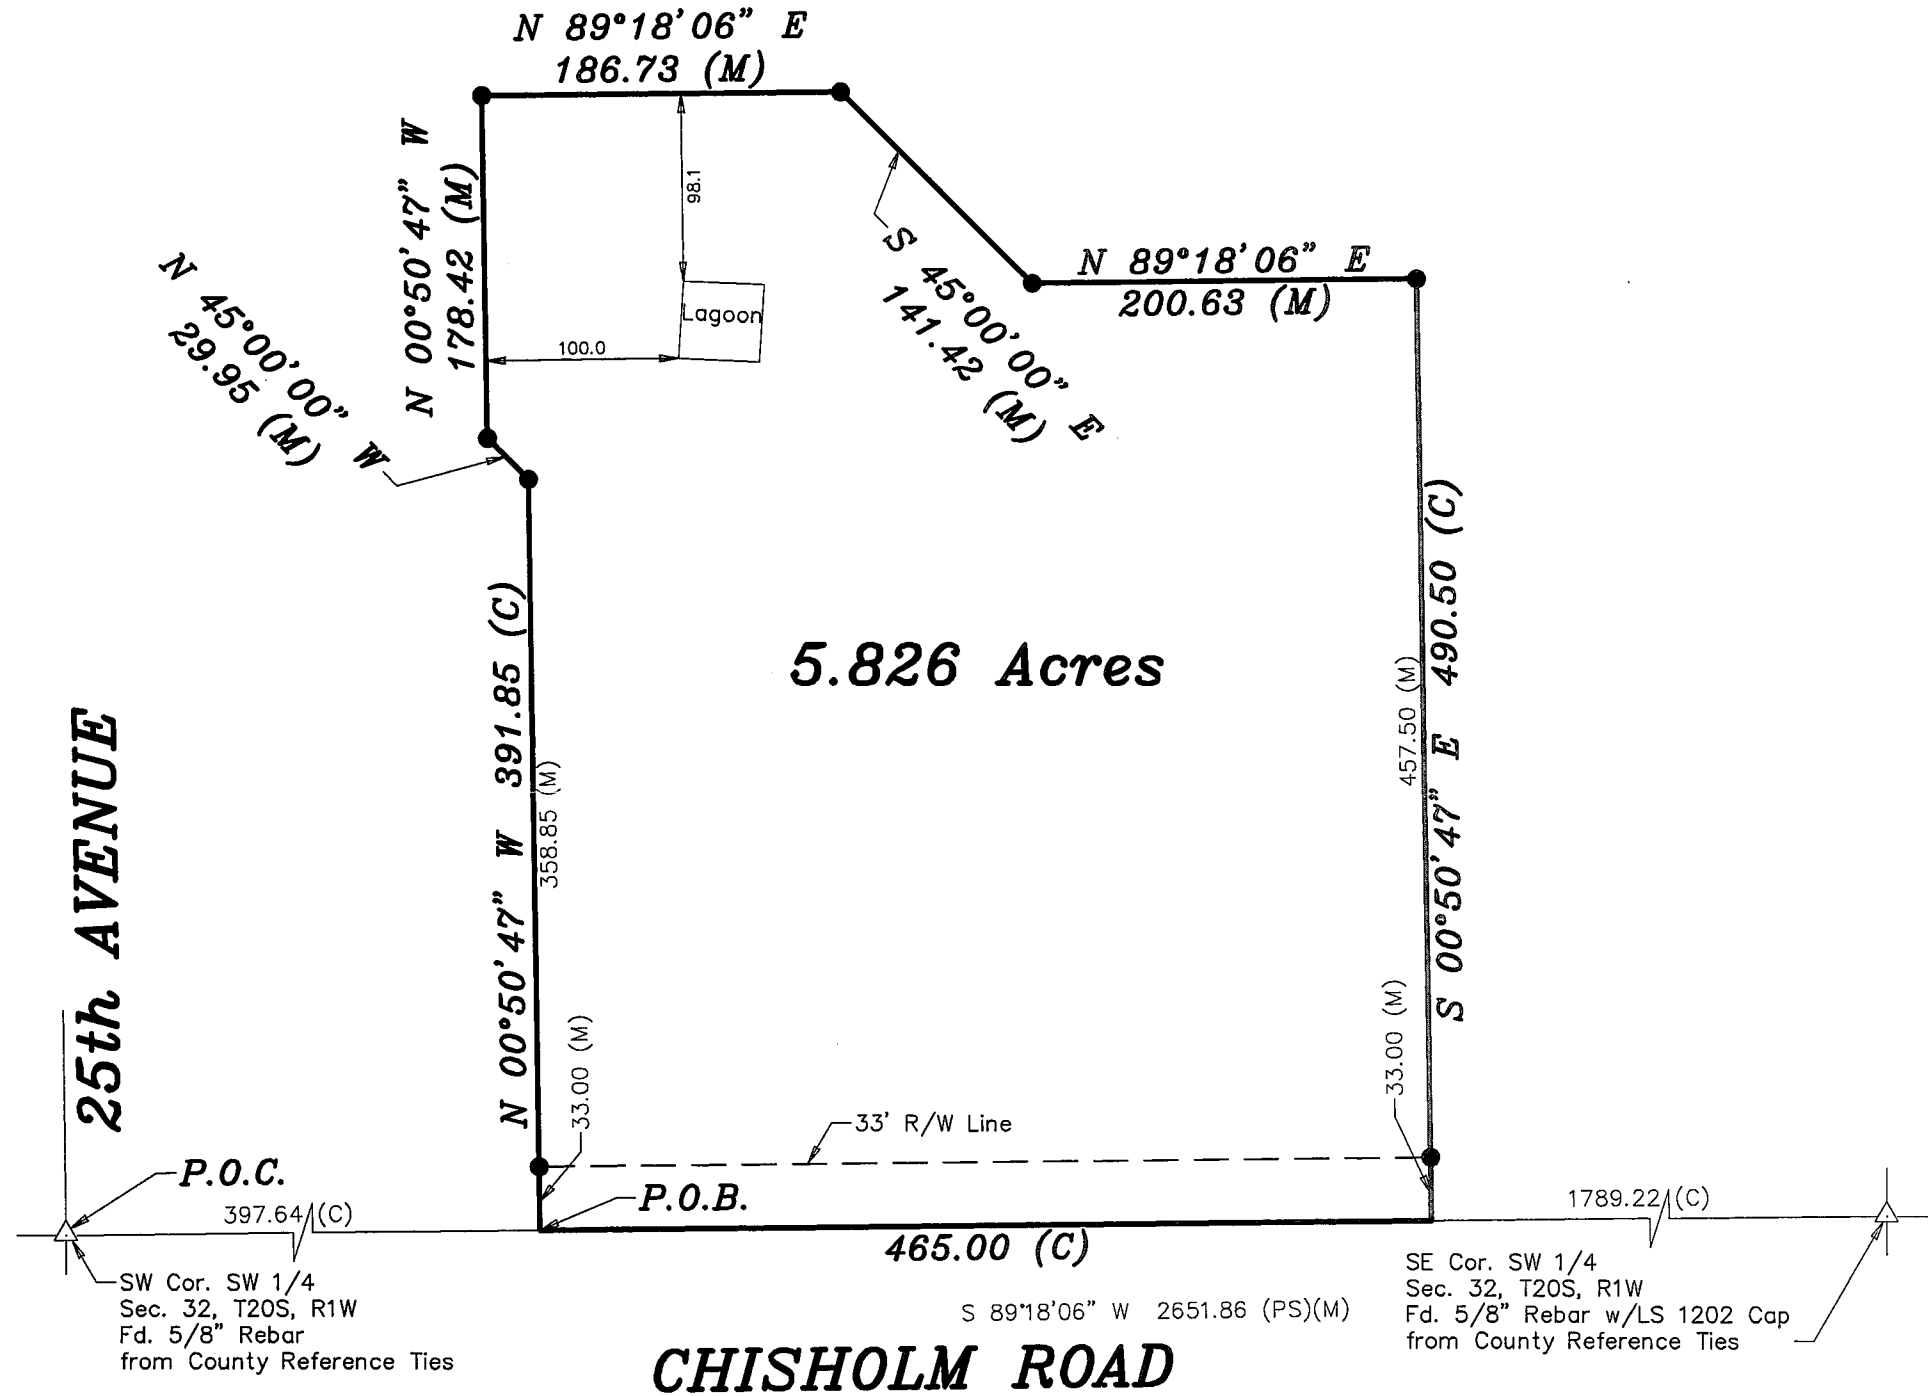 N 89°18'06" E
186.73 (M)
N 00°50'47" W
178.42 (M)
98.1
N 45°00'00" W
29.95 (M)
Lagoon
100.0
S 45°00'00" E
141.42 (M)
N 89°18'06" E
200.63 (M)
N 00°50'47" W 391.85 (C)
358.85 (M)
5.826 Acres
S 00°50'47" E 490.50 (C)
457.50 (M)
25th AVENUE
33.00 (M)
33.00 (M)
33' R/W Line
P.O.C.
P.O.B.
397.64 (C)
465.00 (C)
1789.22 (C)
SW Cor. SW 1/4
Sec. 32, T20S, R1W
Fd. 5/8" Rebar
from County Reference Ties
S 89°18'06" W 2651.86 (PS)(M)
SE Cor. SW 1/4
Sec. 32, T20S, R1W
Fd. 5/8" Rebar w/LS 1202 Cap
from County Reference Ties
CHISHOLM ROAD